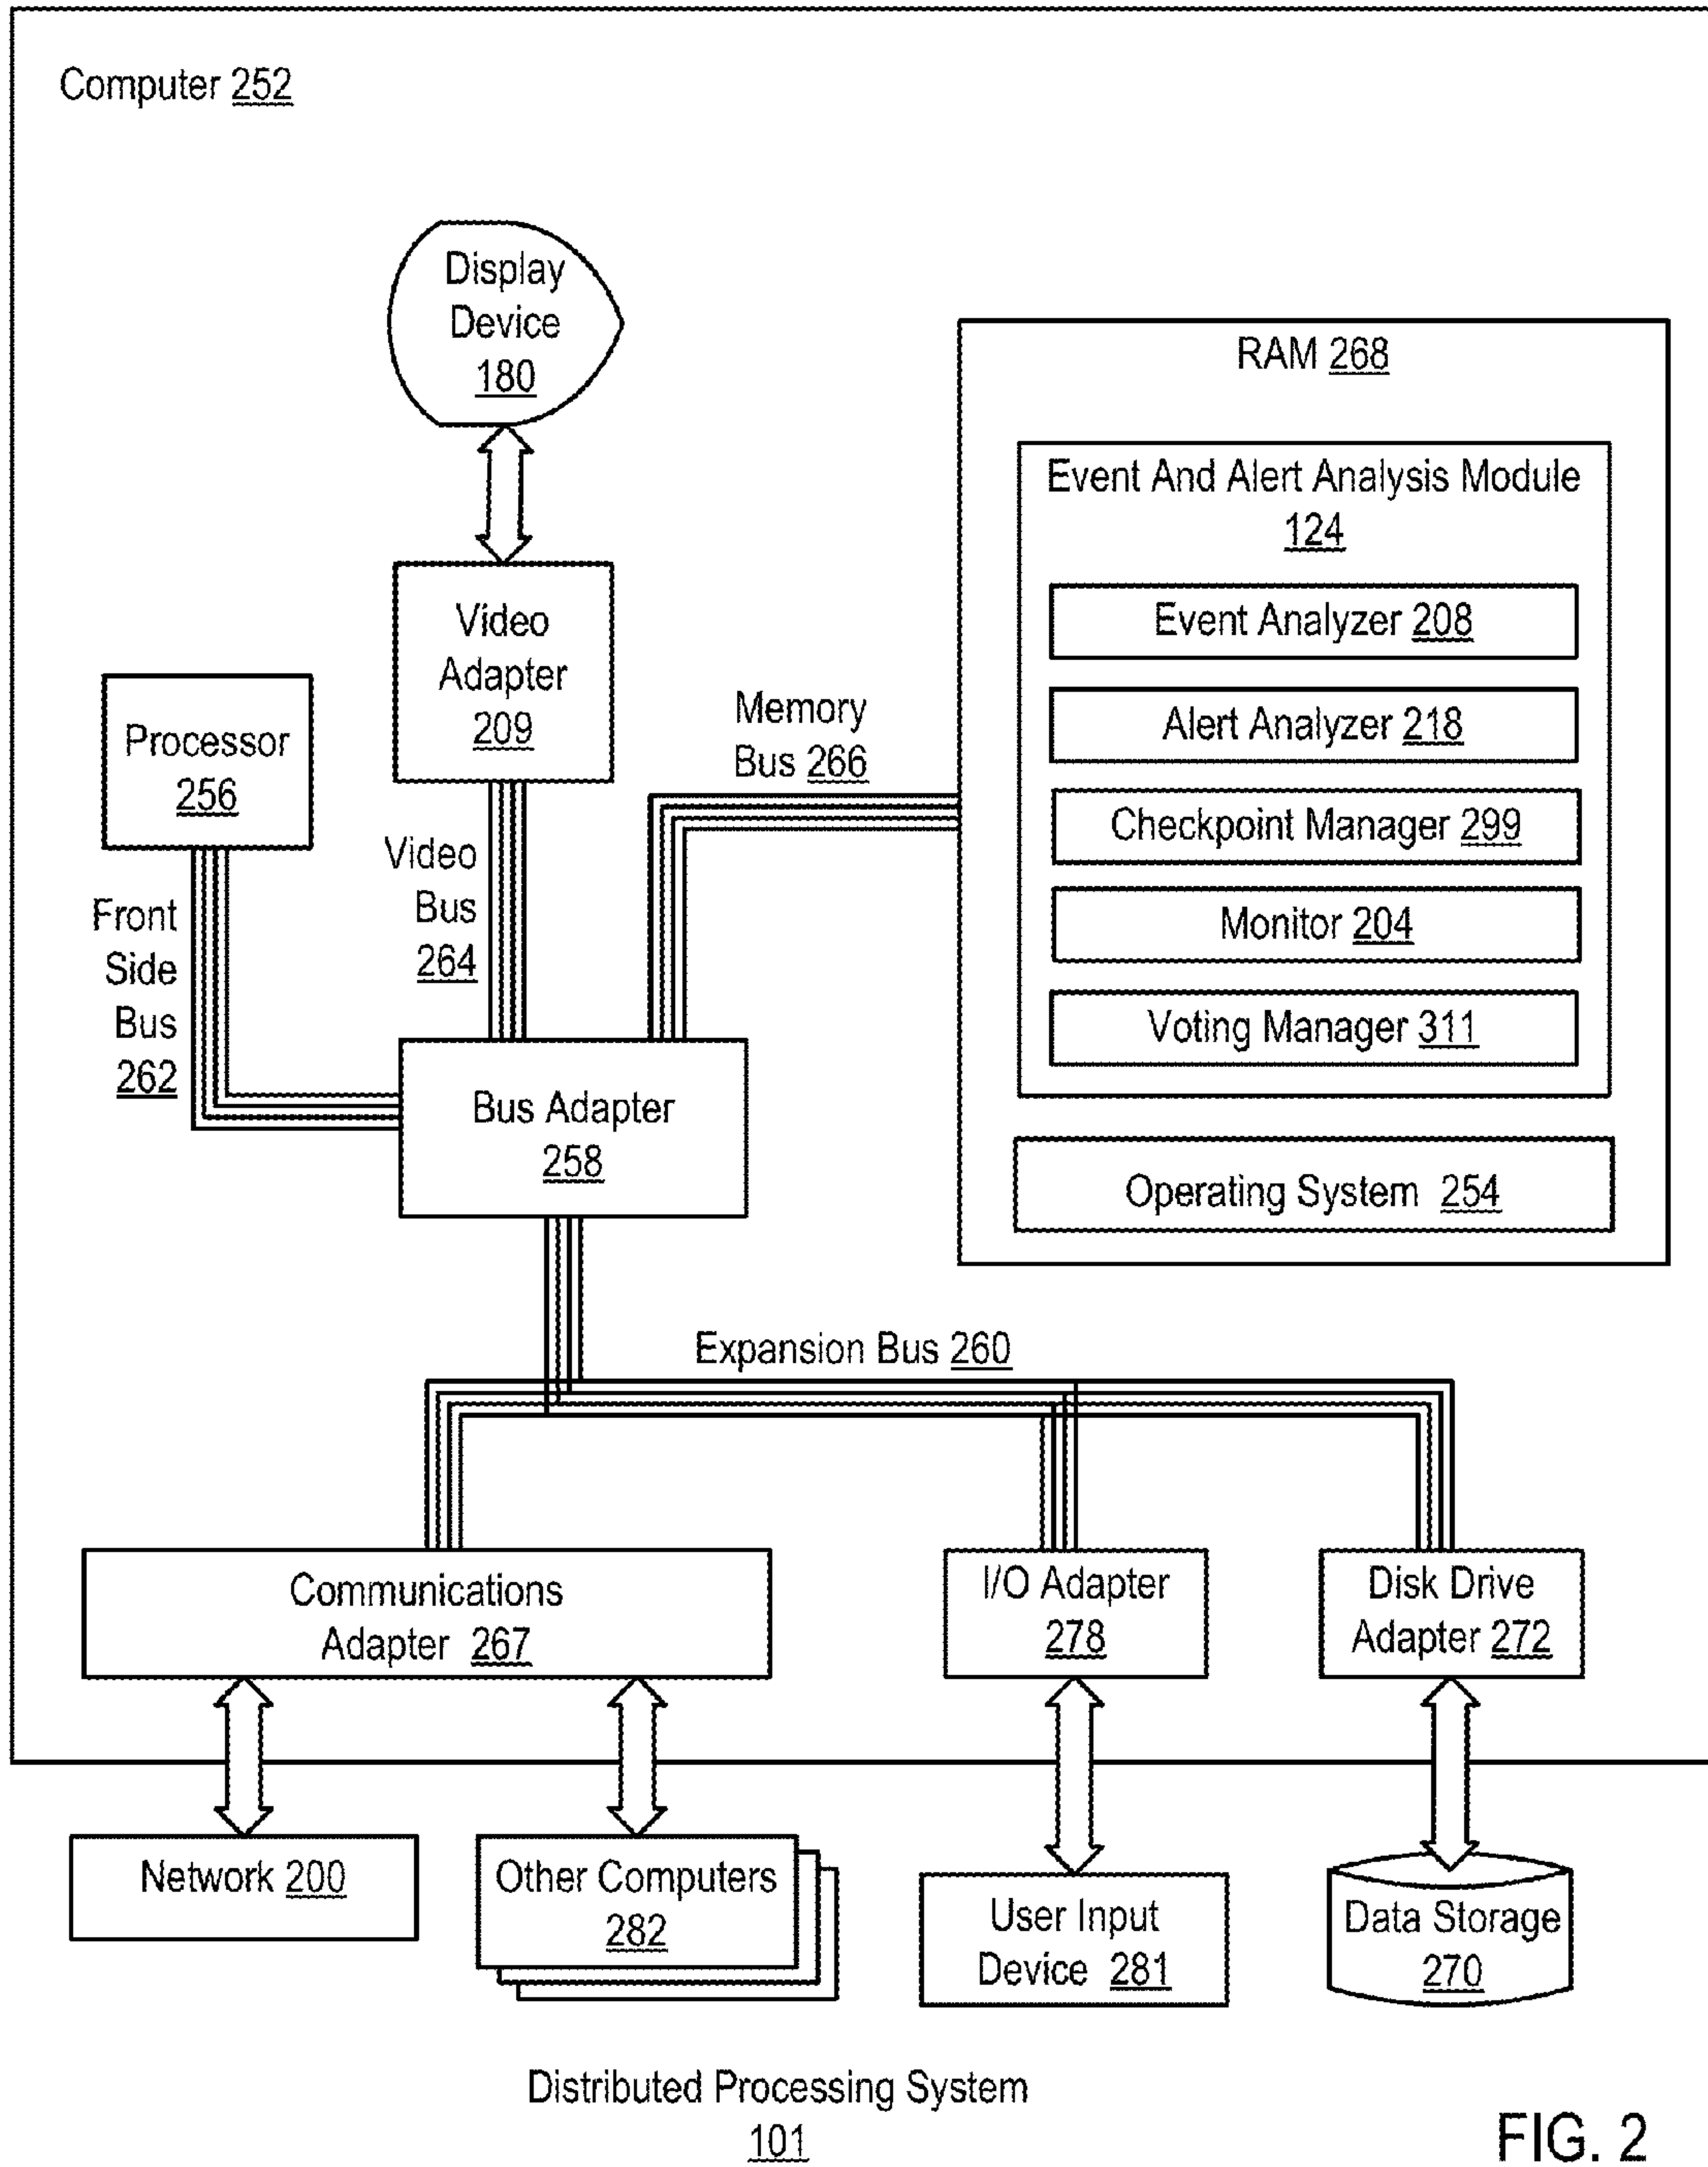 Computer 252
Display
Device
180
RAM 268
Event And Alert Analysis Module
124
Event Analyzer 208
Alert Analyzer 218
Checkpoint Manager 299
Monitor 204
Voting Manager 311
Operating System 254
Video
Adapter
209
Processor
256
Memory
Bus 266
Video
Bus
264
Front
Side
Bus
262
Bus Adapter
258
Expansion Bus 260
Communications
Adapter 267
I/O Adapter
278
Disk Drive
Adapter 272
Network 200
Other Computers
282
User Input
Device 281
Data Storage
270
Distributed Processing System
101
FIG. 2